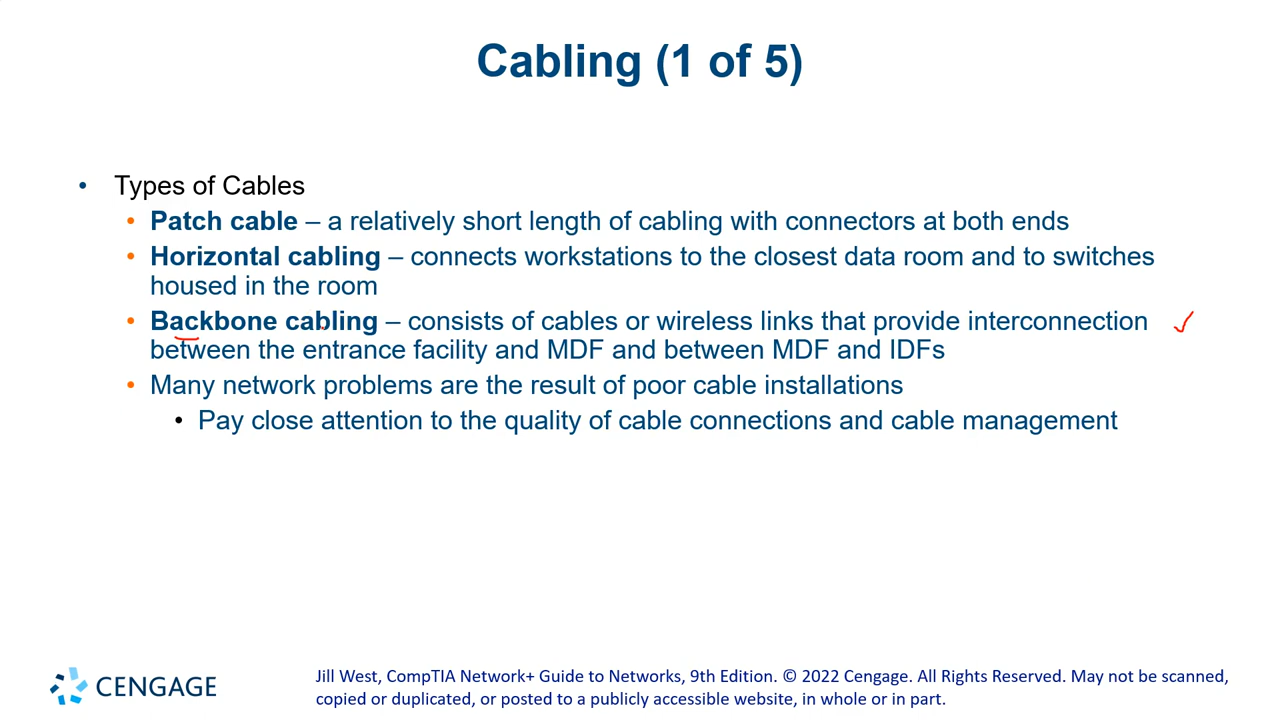 Cabling (1 of 5)
• Types of Cables
• Patch cable – a relatively short length of cabling with connectors at both ends
• Horizontal cabling – connects workstations to the closest data room and to switches
housed in the room
• Backbone cabling – consists of cables or wireless links that provide interconnection
between the entrance facility and MDF and between MDF and IDFs
• Many network problems are the result of poor cable installations
• Pay close attention to the quality of cable connections and cable management
CENGAGE
Jill West, CompTIA Network+ Guide to Networks, 9th Edition. © 2022 Cengage. All Rights Reserved. May not be scanned,
copied or duplicated, or posted to a publicly accessible website, in whole or in part.